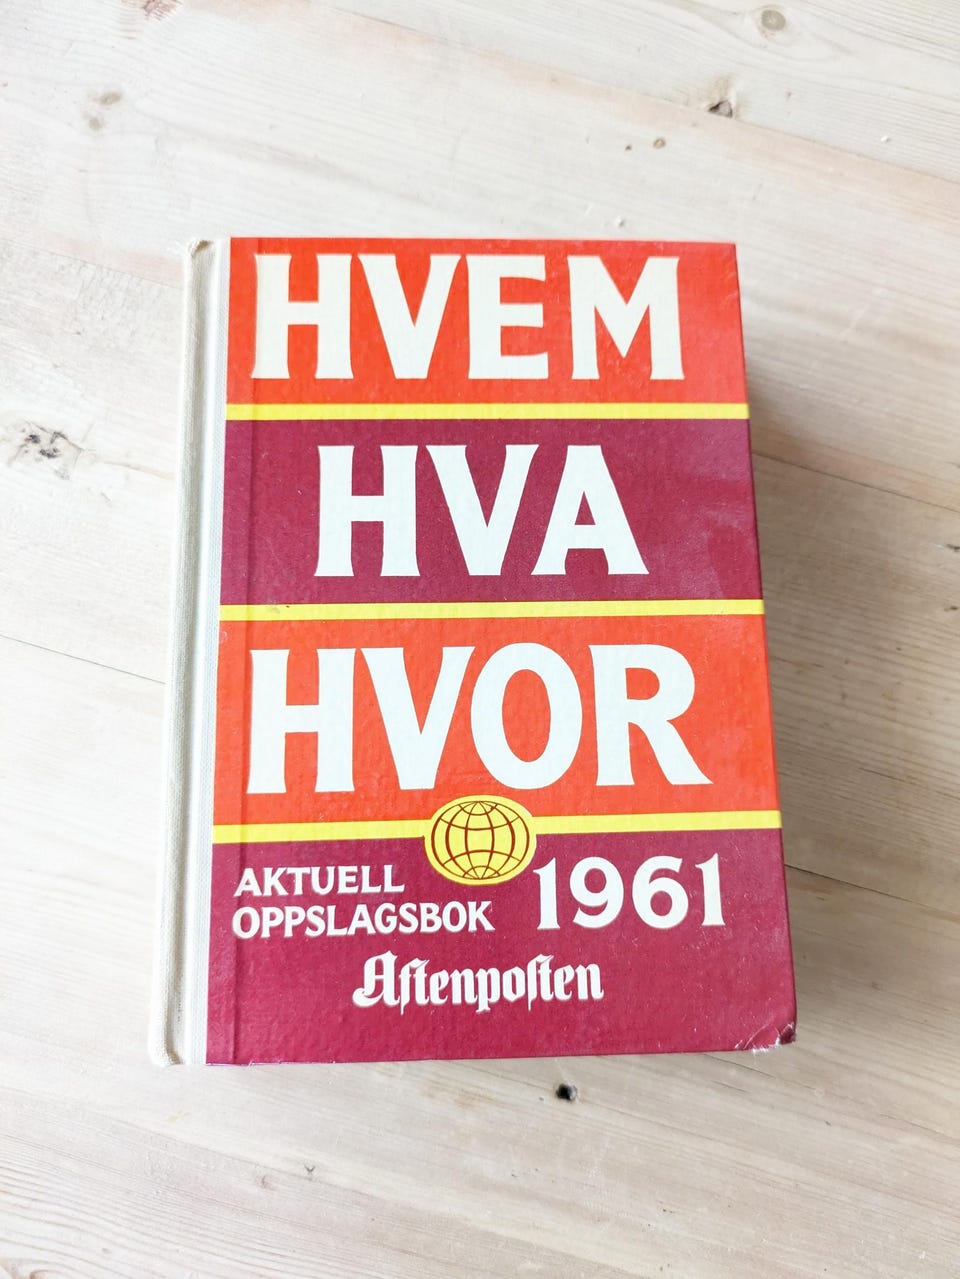 HVEM
HVA
HVOR
AKTUELL
OPPSLAGSBOK 1961
Aftenposten